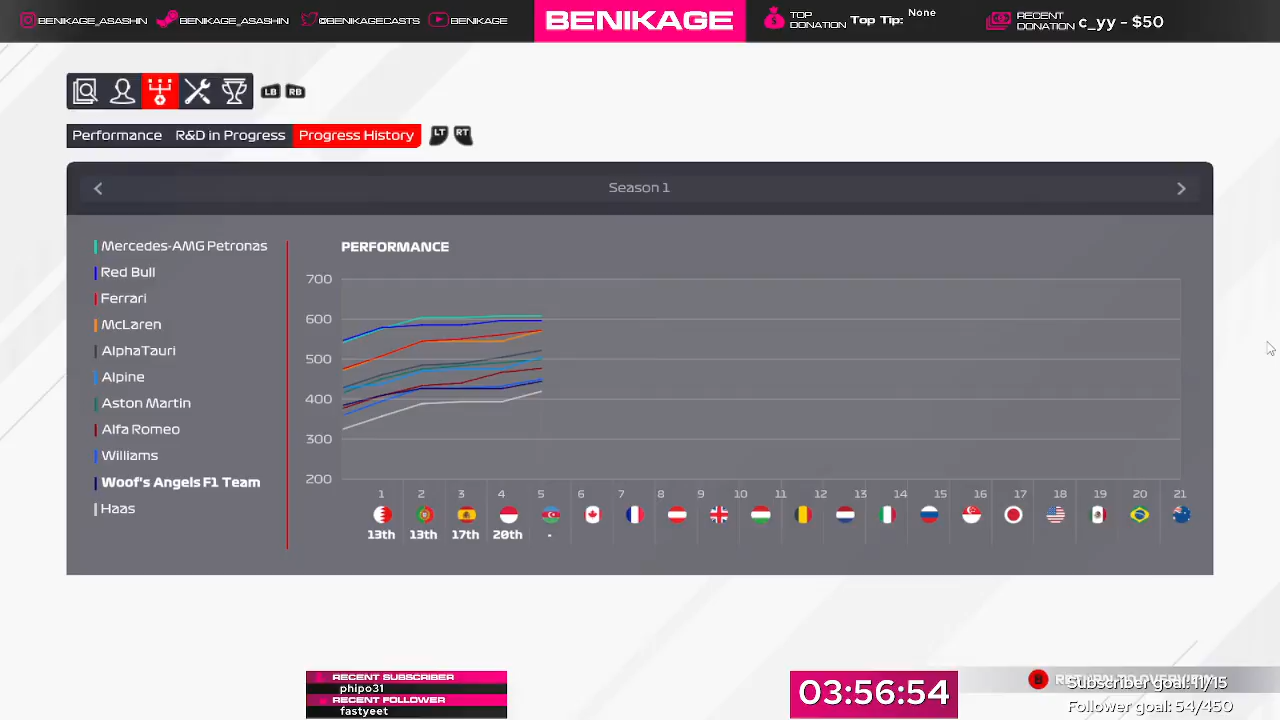 BENIKAGE_ASASHIN BENIKAGE_ASASHIN @BENIKAGECASTS BENIKAGE
BENIKAGE
TOP DONATION Top Tip: None
RECENT DONATION c_yy - $50
LB RB
Performance R&D in Progress Progress History LT RT
Season 1
Mercedes-AMG Petronas
Red Bull
Ferrari
McLaren
AlphaTauri
Alpine
Aston Martin
Alfa Romeo
Williams
Woof's Angels F1 Team
Haas
PERFORMANCE
700
600
500
400
300
200
1 2 3 4 5 6 7 8 9 10 11 12 13 14 15 16 17 18 19 20 21
13th 13th 17th 20th -
RECENT SUBSCRIBER
phipo31
RECENT FOLLOWER
fastyeet
03:56:54
B RETURN TO OVERVIEW
Subscriber goal: 11/15
Follower goal: 54/450